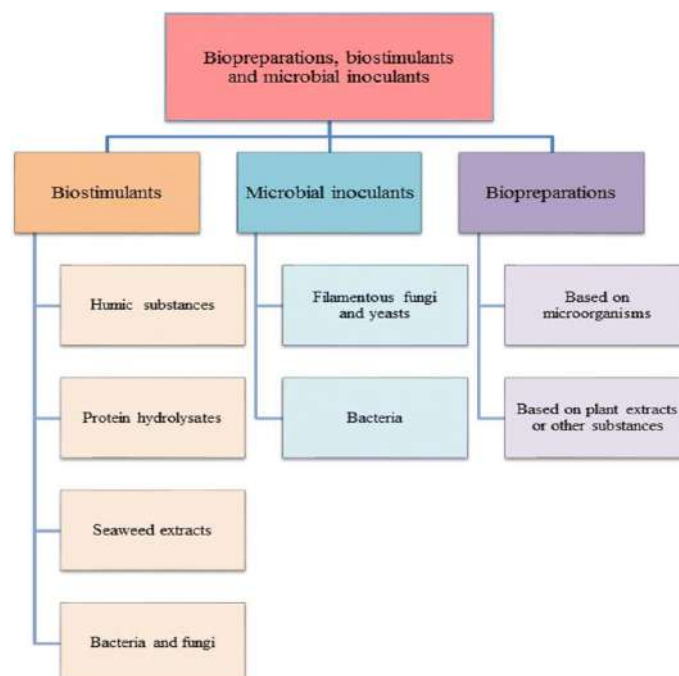 Biopreparations, biostimulants
and microbial inoculants
Biostimulants
Microbial inoculants
Biopreparations
Humic substances
Protein hydrolysates
Seaweed extracts
Bacteria and fungi
Filamentous fungi
and yeasts
Bacteria
Based on
microorganisms
Based on plant extracts
or other substances